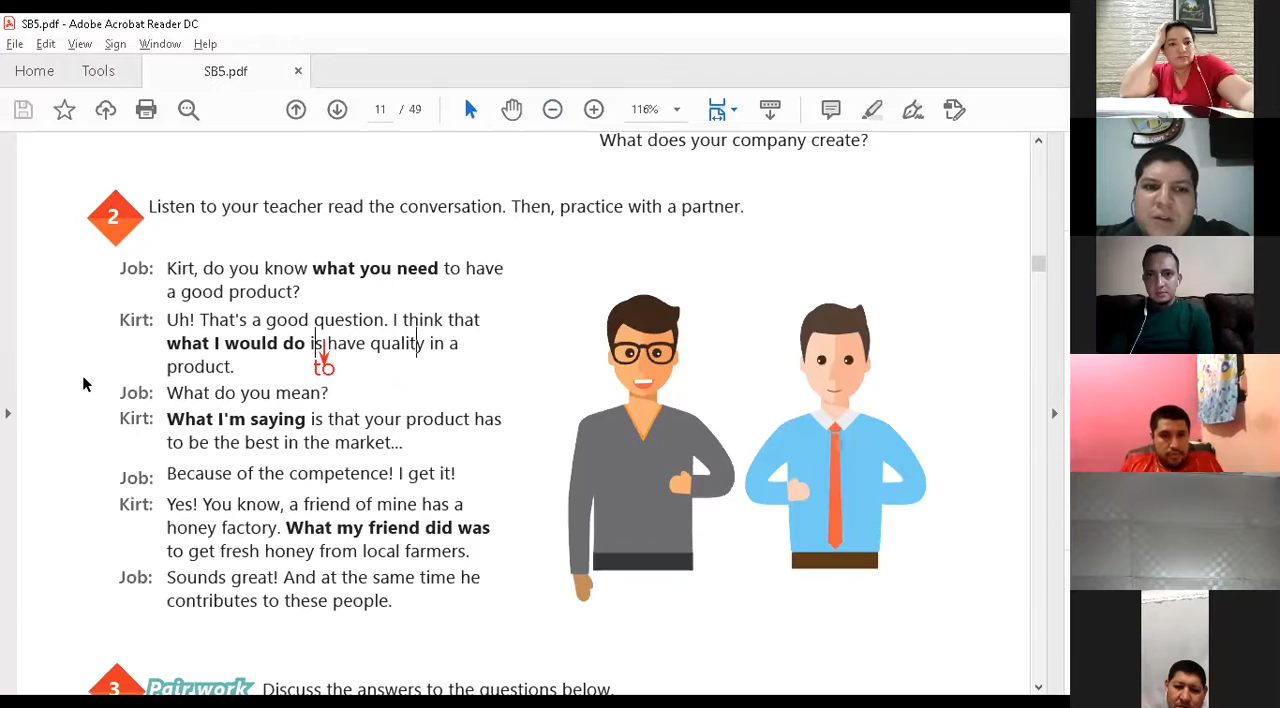 SB5.pdf - Adobe Acrobat Reader DC
File Edit View Sign Window Help
Home Tools SB5.pdf ×
11 / 49 116%
What does your company create?
2 Listen to your teacher read the conversation. Then, practice with a partner.
Job: Kirt, do you know what you need to have
a good product?
Kirt: Uh! That's a good question. I think that
what I would do is have quality in a
to
product.
Job: What do you mean?
Kirt: What I'm saying is that your product has
to be the best in the market...
Job: Because of the competence! I get it!
Kirt: Yes! You know, a friend of mine has a
honey factory. What my friend did was
to get fresh honey from local farmers.
Job: Sounds great! And at the same time he
contributes to these people.
3 Pair work Discuss the answers to the questions below.